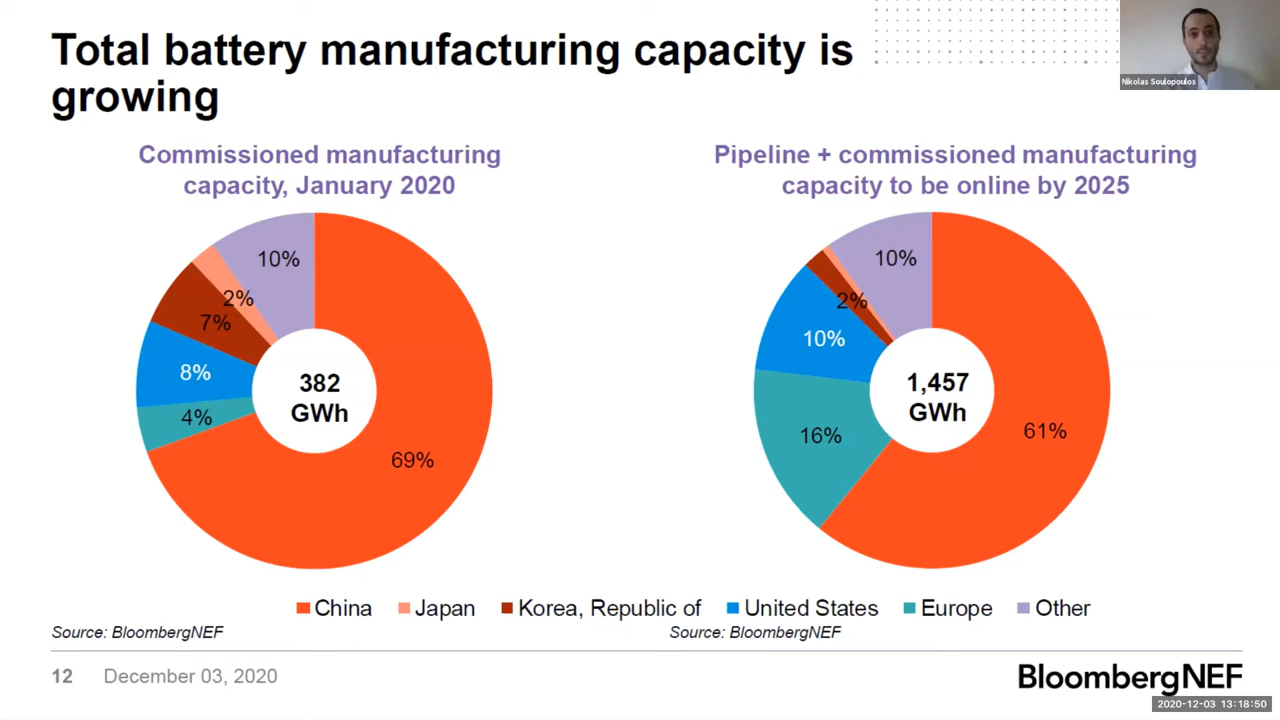 Total battery manufacturing capacity is
growing
Nikolas Soulopoulos
Commissioned manufacturing
capacity, January 2020
10%
2%
7%
8%
4%
69%
382
GWh
Pipeline + commissioned manufacturing
capacity to be online by 2025
10%
2%
10%
16%
61%
1,457
GWh
China
Japan
Korea, Republic of
United States
Europe
Other
Source: BloombergNEF
Source: BloombergNEF
12
December 03, 2020
BloombergNEF
2020-12-03 13:18:50